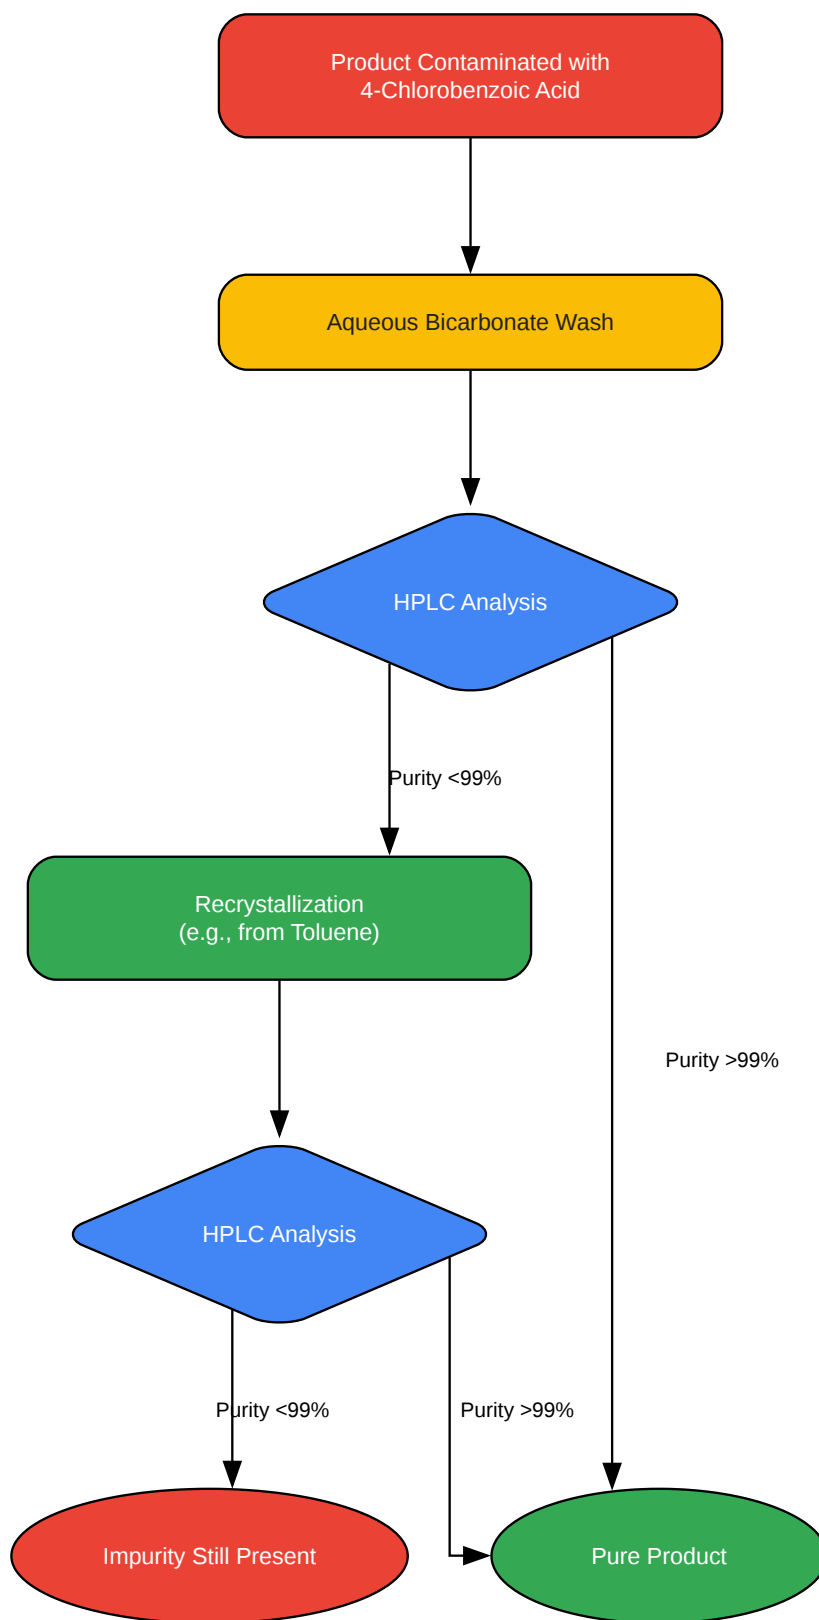 Product Contaminated with
4-Chlorobenzoic Acid
Aqueous Bicarbonate Wash
HPLC Analysis
Purity <99%
Recrystallization
(e.g., from Toluene)
Purity >99%
HPLC Analysis
Purity <99%
Purity >99%
Impurity Still Present
Pure Product